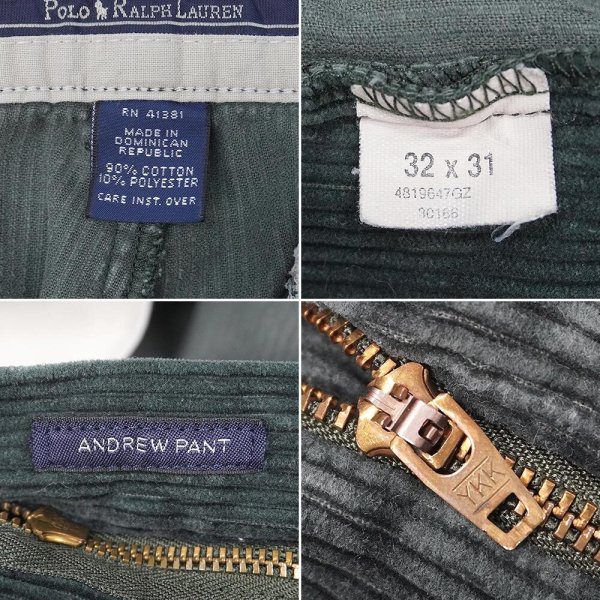 POLO RALPH LAUREN
RN 41381
MADE IN
DOMINICAN
REPUBLIC
90% COTTON
10% POLYESTER
CARE INST. OVER
32 x 31
4819647GZ
30166
ANDREW PANT
YKK